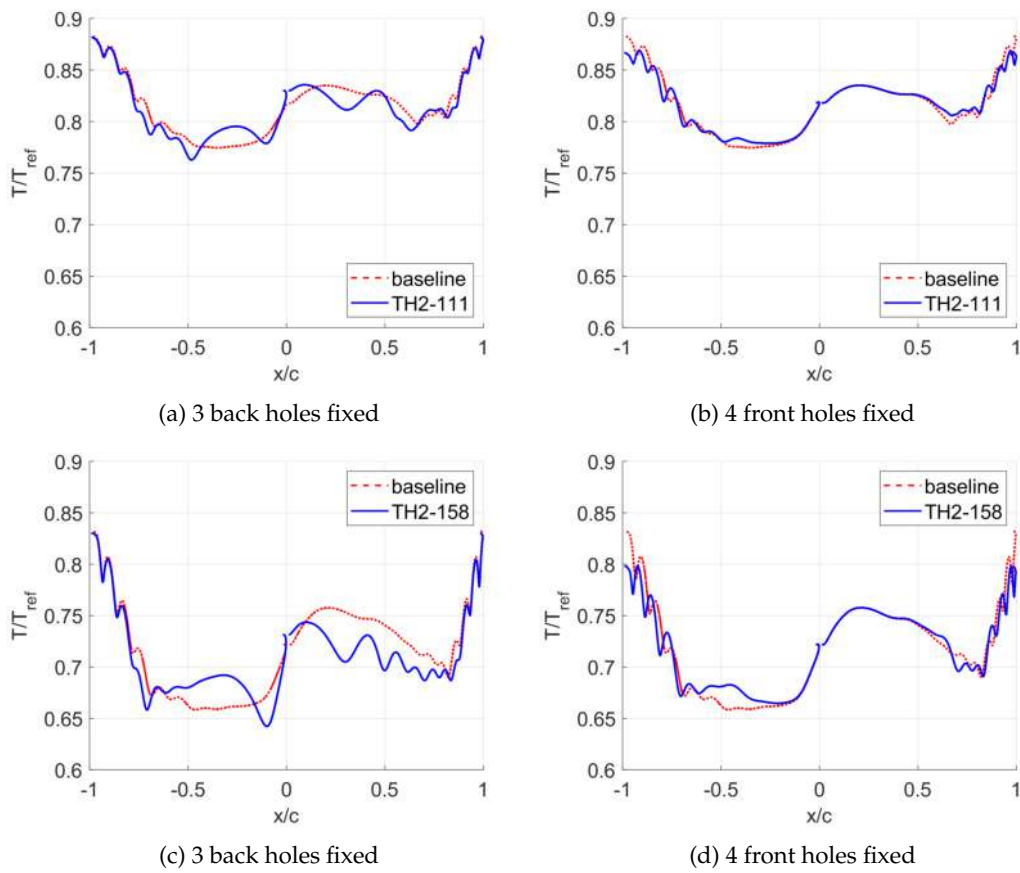 0.9
0.85
0.8
0.75
0.7
0.65
0.6
T/T_ref
-1
-0.5
0
0.5
1
x/c
baseline
TH2-111
(a) 3 back holes fixed
0.9
0.85
0.8
0.75
0.7
0.65
0.6
T/T_ref
-1
-0.5
0
0.5
1
x/c
baseline
TH2-111
(b) 4 front holes fixed
0.9
0.85
0.8
0.75
0.7
0.65
0.6
T/T_ref
-1
-0.5
0
0.5
1
x/c
baseline
TH2-158
(c) 3 back holes fixed
0.9
0.85
0.8
0.75
0.7
0.65
0.6
T/T_ref
-1
-0.5
0
0.5
1
x/c
baseline
TH2-158
(d) 4 front holes fixed